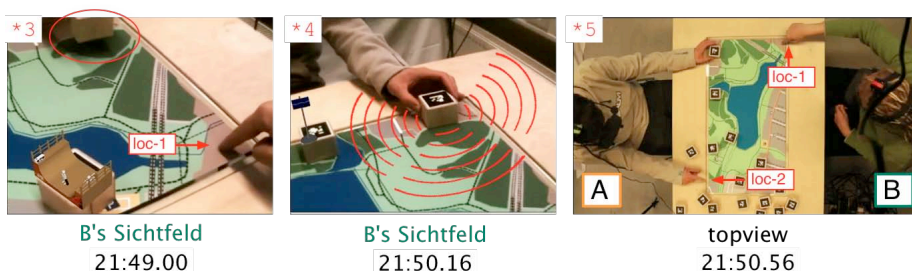 *3
*4
*5
loc-1
loc-1
loc-2
A
B
B's Sichtfeld
B's Sichtfeld
topview
21:49.00
21:50.16
21:50.56